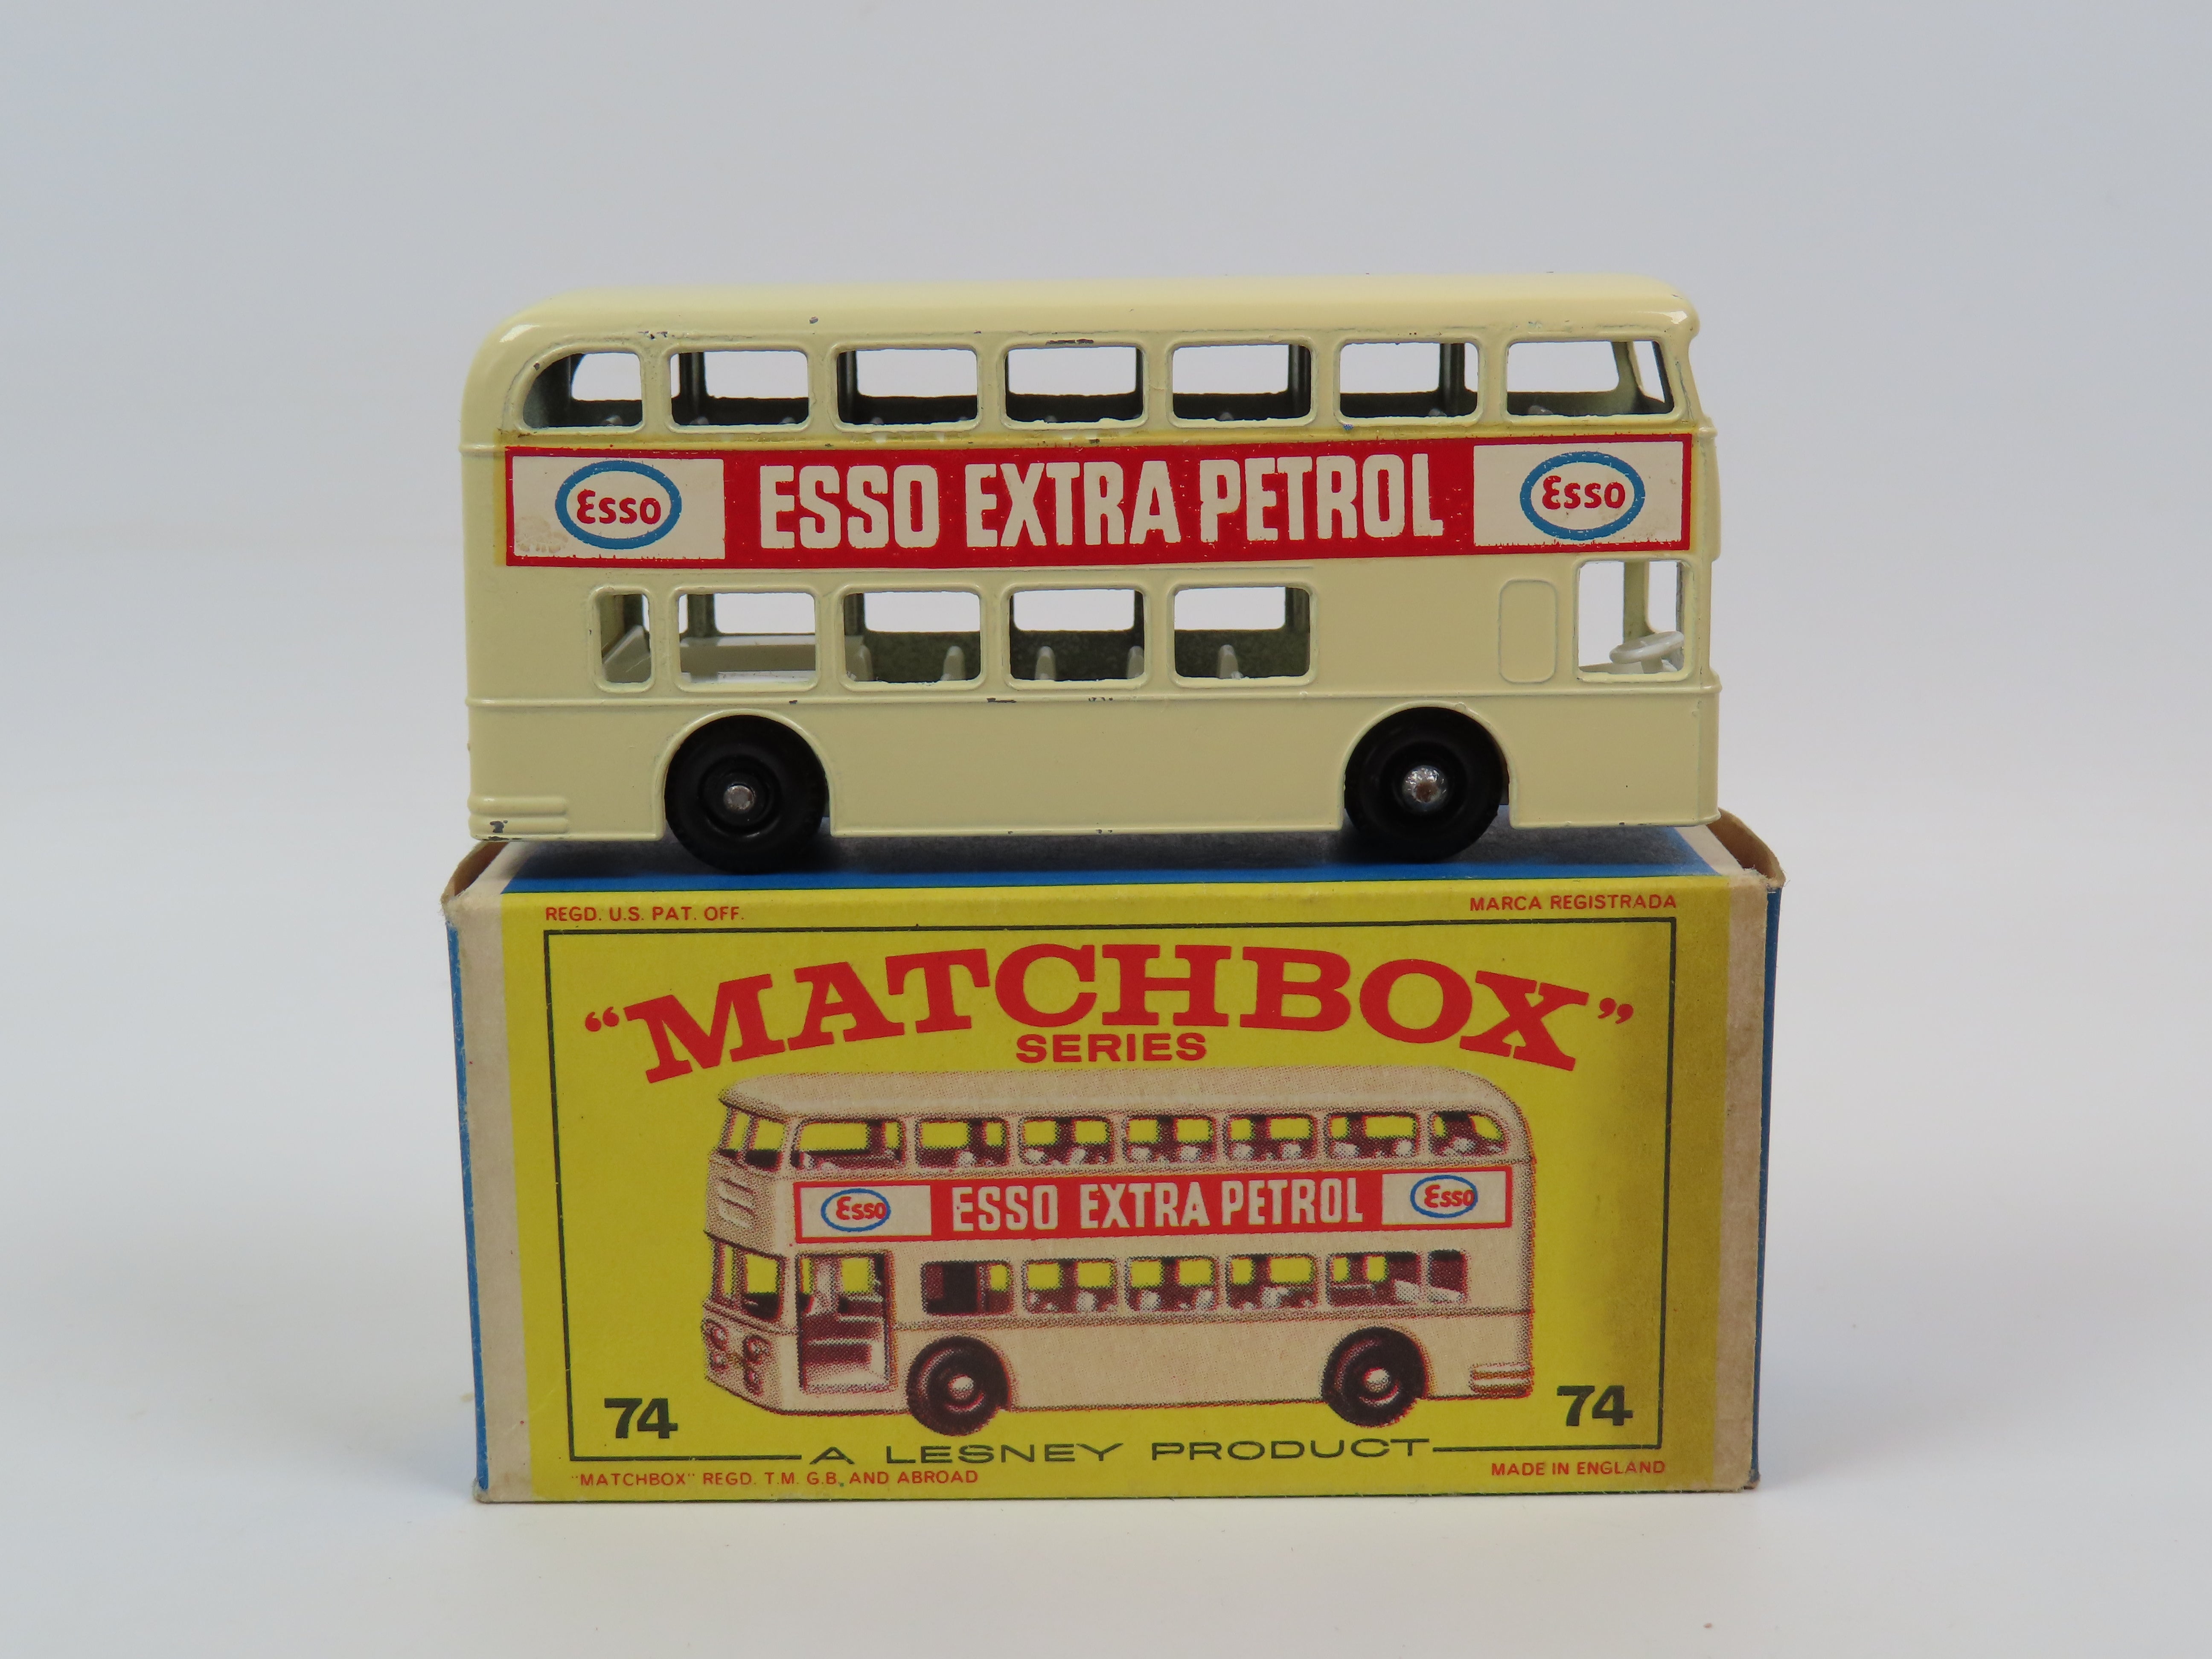 Esso ESSO EXTRA PETROL Esso
REGD. U.S. PAT. OFF. MARCA REGISTRADA
"MATCHBOX"
SERIES
Esso ESSO EXTRA PETROL Esso
74 74
A LESNEY PRODUCT
"MATCHBOX" REGD. T.M. G.B. AND ABROAD MADE IN ENGLAND